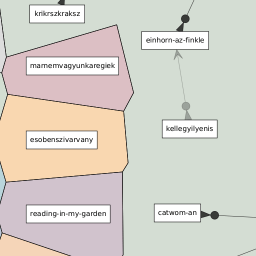 krikrszkraksz
einhorn-az-finkle
mamemvagyunkaregiek
kellegyilyenis
esobenszivarvany
reading-in-my-garden
catwom-an